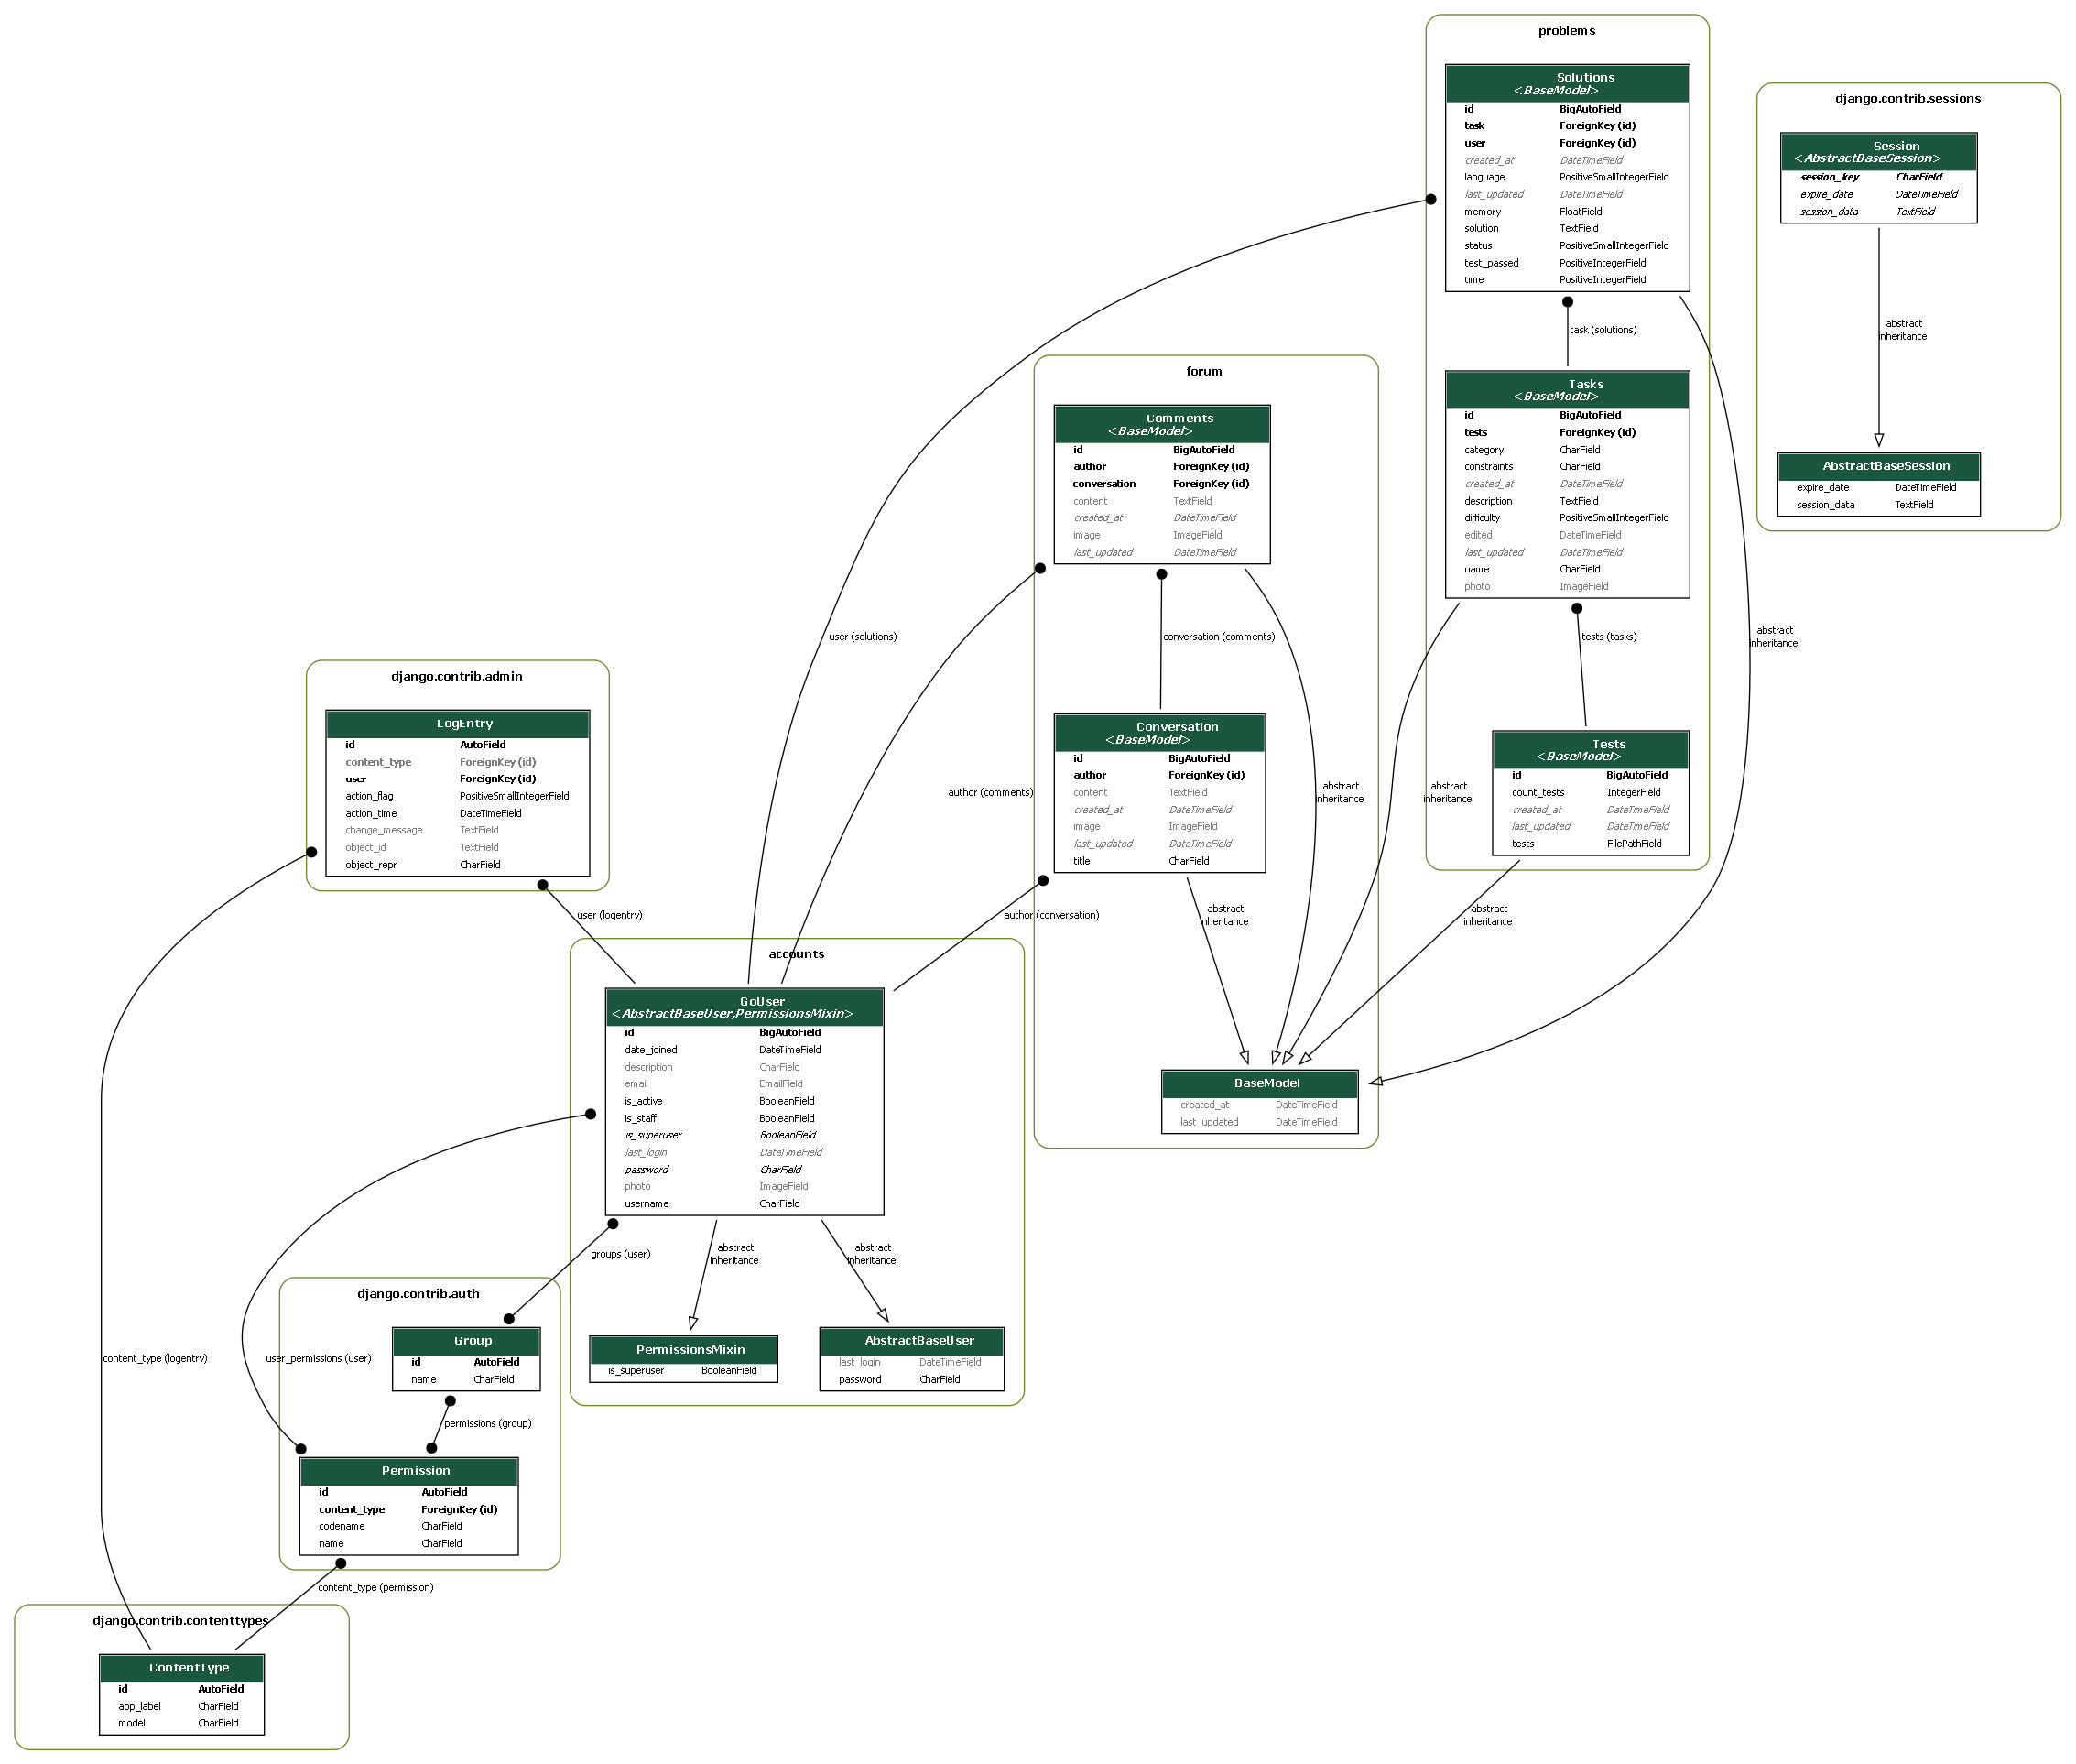 problems
Solutions
<BaseModel>
id BigAutoField
task ForeignKey (id)
user ForeignKey (id)
created_at DateTimeField
language PositiveSmallIntegerField
last_updated DateTimeField
memory FloatField
solution TextField
status PositiveSmallIntegerField
test_passed PositiveIntegerField
time PositiveIntegerField
task (solutions)
Tasks
<BaseModel>
id BigAutoField
tests ForeignKey (id)
category CharField
constraints CharField
created_at DateTimeField
description TextField
difficulty PositiveSmallIntegerField
edited DateTimeField
last_updated DateTimeField
name CharField
photo ImageField
tests (tasks)
abstract
inheritance
Tests
<BaseModel>
id BigAutoField
count_tests IntegerField
created_at DateTimeField
last_updated DateTimeField
tests FilePathField
abstract
inheritance
abstract
inheritance
django.contrib.sessions
Session
<AbstractBaseSession>
session_key CharField
expire_date DateTimeField
session_data TextField
abstract
inheritance
AbstractBaseSession
expire_date DateTimeField
session_data TextField
forum
Comments
<BaseModel>
id BigAutoField
author ForeignKey (id)
conversation ForeignKey (id)
content TextField
created_at DateTimeField
image ImageField
last_updated DateTimeField
user (solutions)
conversation (comments)
Conversation
<BaseModel>
id BigAutoField
author ForeignKey (id)
content TextField
created_at DateTimeField
image ImageField
last_updated DateTimeField
title CharField
author (comments)
abstract
inheritance
author (conversation)
abstract
inheritance
BaseModel
created_at DateTimeField
last_updated DateTimeField
django.contrib.admin
LogEntry
id AutoField
content_type ForeignKey (id)
user ForeignKey (id)
action_flag PositiveSmallIntegerField
action_time DateTimeField
change_message TextField
object_id TextField
object_repr CharField
user (logentry)
accounts
GoUser
<AbstractBaseUser,PermissionsMixin>
id BigAutoField
date_joined DateTimeField
description CharField
email EmailField
is_active BooleanField
is_staff BooleanField
is_superuser BooleanField
last_login DateTimeField
password CharField
photo ImageField
username CharField
groups (user)
abstract
inheritance
abstract
inheritance
PermissionsMixin
is_superuser BooleanField
AbstractBaseUser
last_login DateTimeField
password CharField
django.contrib.auth
Group
id AutoField
name CharField
content_type (logentry)
user_permissions (user)
permissions (group)
Permission
id AutoField
content_type ForeignKey (id)
codename CharField
name CharField
content_type (permission)
django.contrib.contenttypes
ContentType
id AutoField
app_label CharField
model CharField